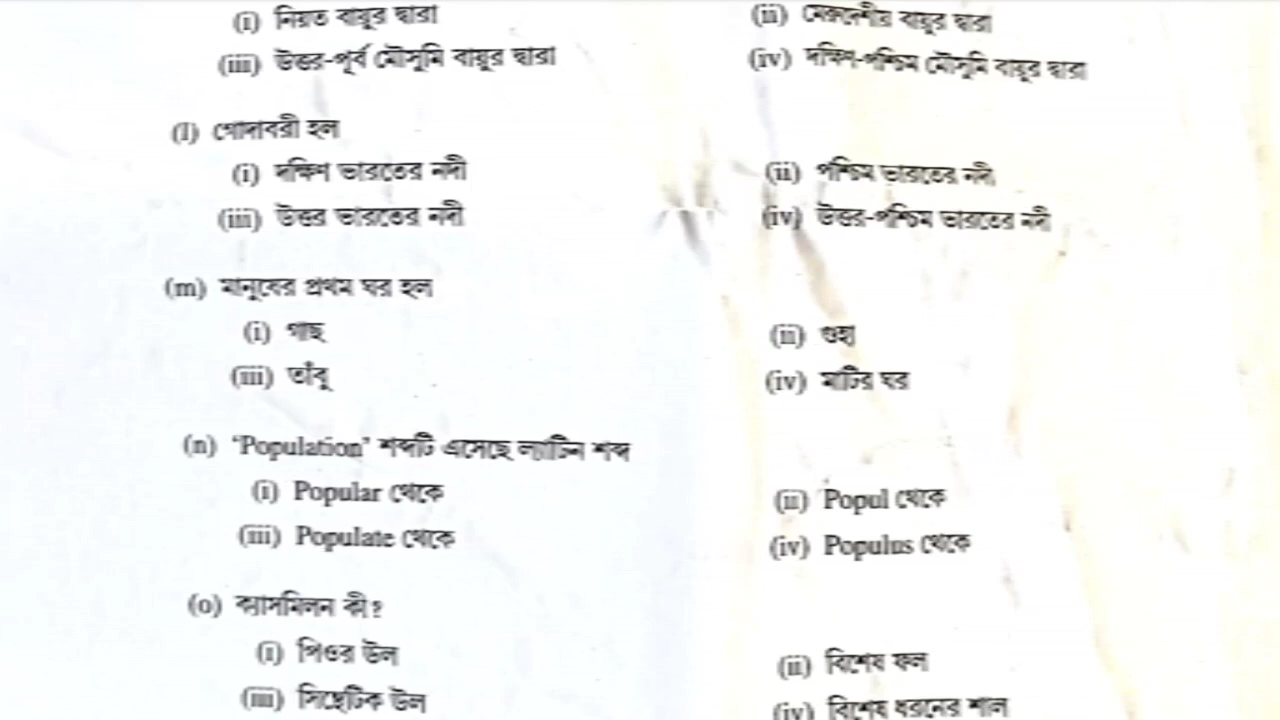 (i) নিয়ত বায়ুর দ্বারা (ii) মেরুদেশীয় বায়ুর দ্বারা
(iii) উত্তর-পূর্ব মৌসুমি বায়ুর দ্বারা (iv) দক্ষিণ-পশ্চিম মৌসুমি বায়ুর দ্বারা
(l) গোদাবরী হল
(i) দক্ষিণ ভারতের নদী (ii) পশ্চিম ভারতের নদী
(iii) উত্তর ভারতের নদী (iv) উত্তর-পশ্চিম ভারতের নদী
(m) মানুষের প্রথম ঘর হল
(i) গাছ (ii) গুহা
(iii) তাঁবু (iv) মাটির ঘর
(n) ‘Population’ শব্দটি এসেছে ল্যাটিন শব্দ
(i) Popular থেকে (ii) Popul থেকে
(iii) Populate থেকে (iv) Populus থেকে
(o) ক্যাসমিলন কী?
(i) পিওর উল (ii) বিশেষ ফল
(iii) সিন্থেটিক উল (iv) বিশেষ ধরনের শাল